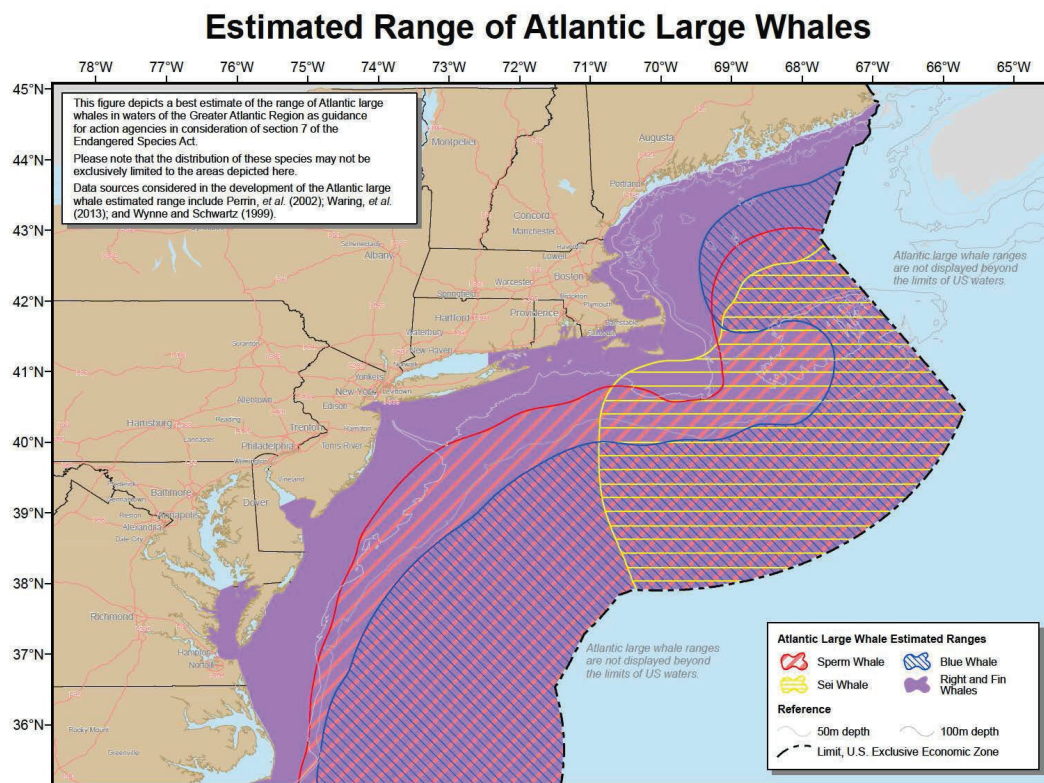 Estimated Range of Atlantic Large Whales
78°W 77°W 76°W 75°W 74°W 73°W 72°W 71°W 70°W 69°W 68°W 67°W 66°W 65°W
45°N
44°N
43°N
42°N
41°N
40°N
39°N
38°N
37°N
36°N
This figure depicts a best estimate of the range of Atlantic large
whales in waters of the Greater Atlantic Region as guidance
for action agencies in consideration of section 7 of the
Endangered Species Act.
Please note that the distribution of these species may not be
exclusively limited to the areas depicted here.
Data sources considered in the development of the Atlantic large
whale estimated range include Perrin, et al. (2002); Waring, et al.
(2013); and Wynne and Schwartz (1999).
Montpelier
Augusta
Portland
Concord
Manchester
Lowell
Albany
Boston
Worcester
Brockton
Plymouth
Springfield
Hartford
Providence
Waterbury
New Haven
Scranton
Yonkers
New York
Edison
Allentown
Reading
Harrisburg
Trenton
Lancaster
Philadelphia
Toms River
Vineland
Baltimore
Dover
Annapolis
Alexandria
Dale City
Richmond
Hampton
Norfolk
Rocky Mount
Greenville
Atlantic large whale ranges
are not displayed beyond
the limits of US waters.
Atlantic large whale ranges
are not displayed beyond
the limits of US waters.
Atlantic Large Whale Estimated Ranges
Sperm Whale
Blue Whale
Sei Whale
Right and Fin
Whales
Reference
50m depth
100m depth
Limit, U.S. Exclusive Economic Zone